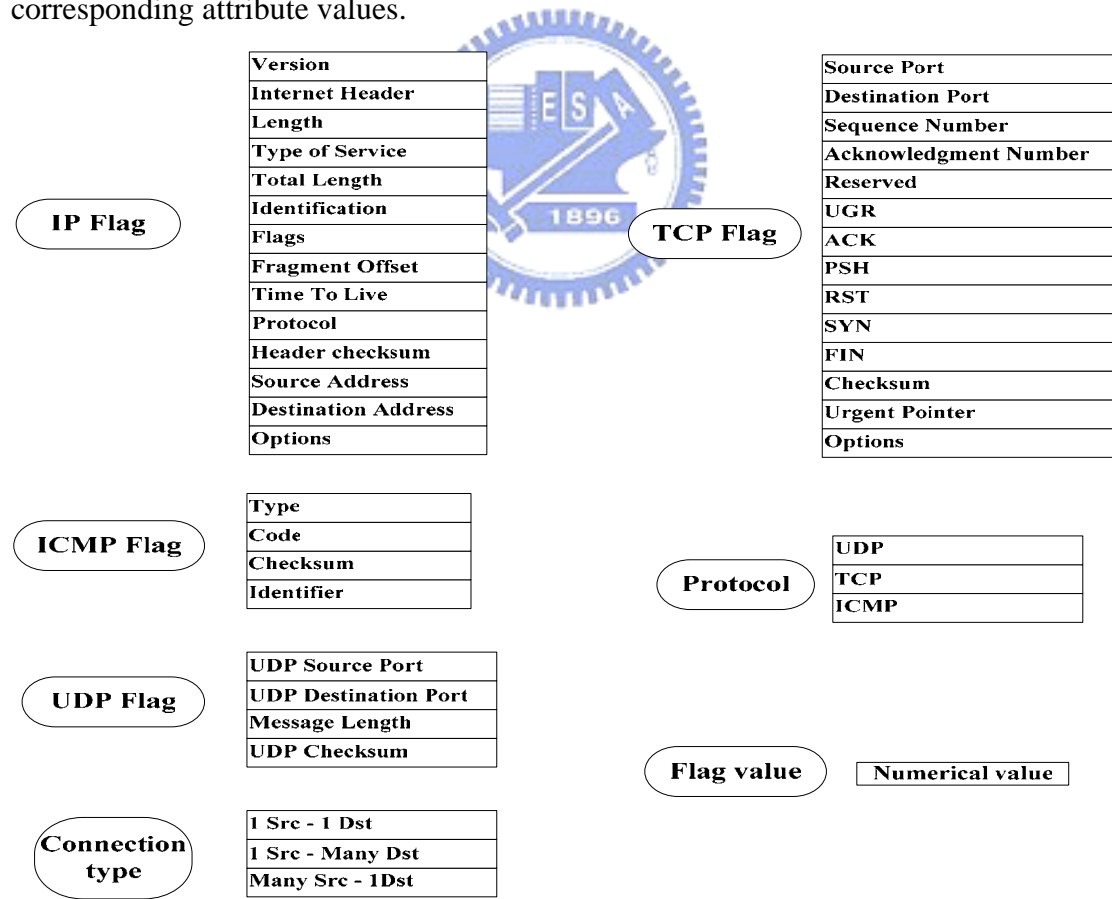 corresponding attribute values.
IP Flag
Version
Internet Header
Length
Type of Service
Total Length
Identification
Flags
Fragment Offset
Time To Live
Protocol
Header checksum
Source Address
Destination Address
Options
E S A
1896
TCP Flag
Source Port
Destination Port
Sequence Number
Acknowledgment Number
Reserved
UGR
ACK
PSH
RST
SYN
FIN
Checksum
Urgent Pointer
Options
ICMP Flag
Type
Code
Checksum
Identifier
Protocol
UDP
TCP
ICMP
UDP Flag
UDP Source Port
UDP Destination Port
Message Length
UDP Checksum
Flag value
Numerical value
Connection
type
1 Src - 1 Dst
1 Src - Many Dst
Many Src - 1Dst